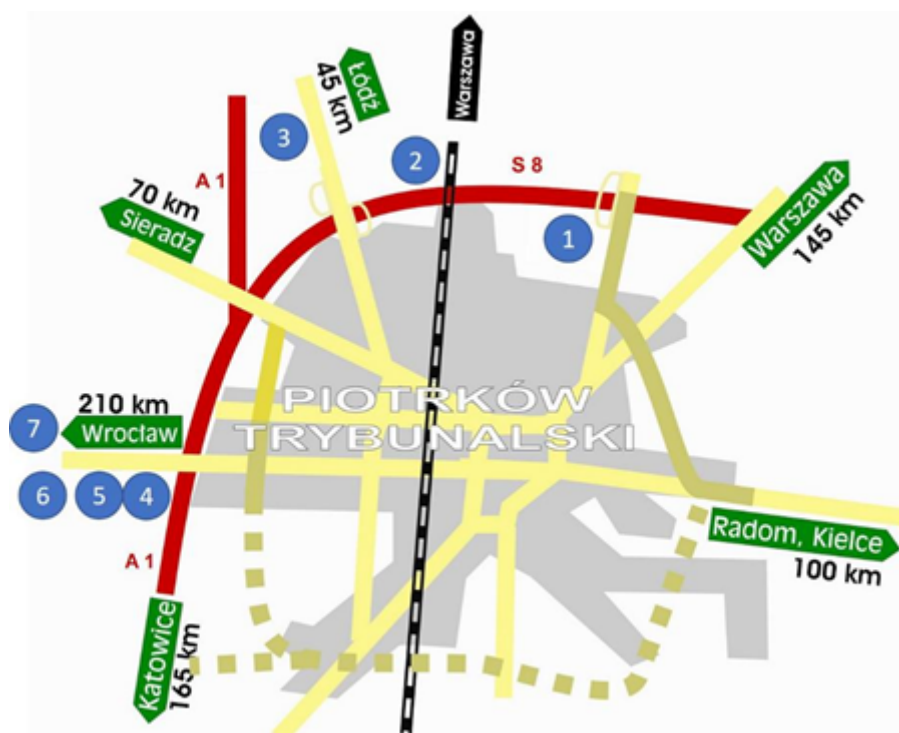 Warszawa
Łódź
45 km
3
2
S 8
A 1
70 km
Sieradz
1
Warszawa
145 km
PIOTRKÓW
TRYBUNALSKI
210 km
7
Wrocław
6
5
4
Radom, Kielce
100 km
A 1
Katowice
165 km